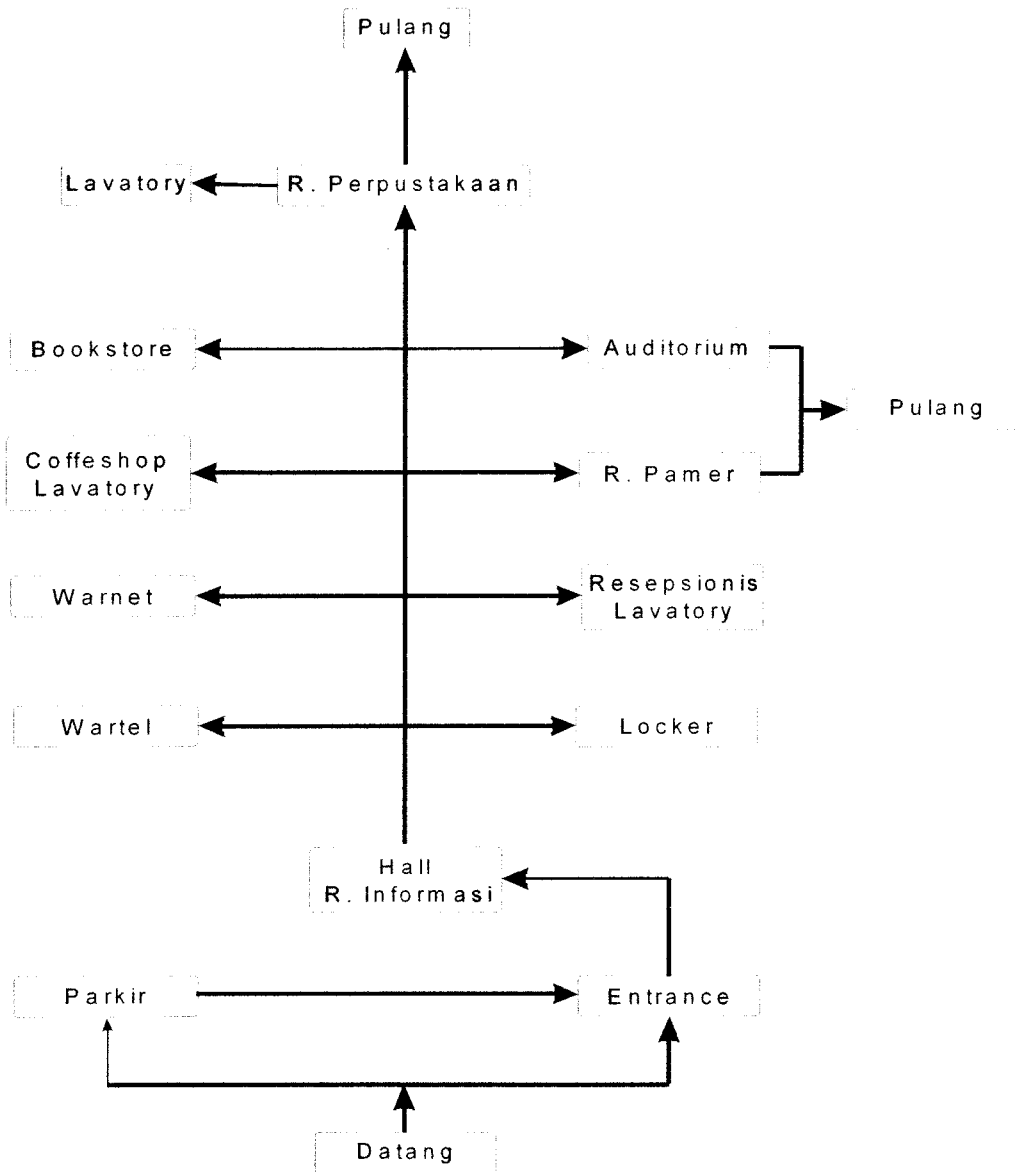 Pulang
Lavatory
R. Perpustakaan
Bookstore
Auditorium
Pulang
Coffeshop
Lavatory
R. Pamer
Warnet
Resepsionis
Lavatory
Wartel
Locker
Hall
R. Informasi
Parkir
Entrance
Datang